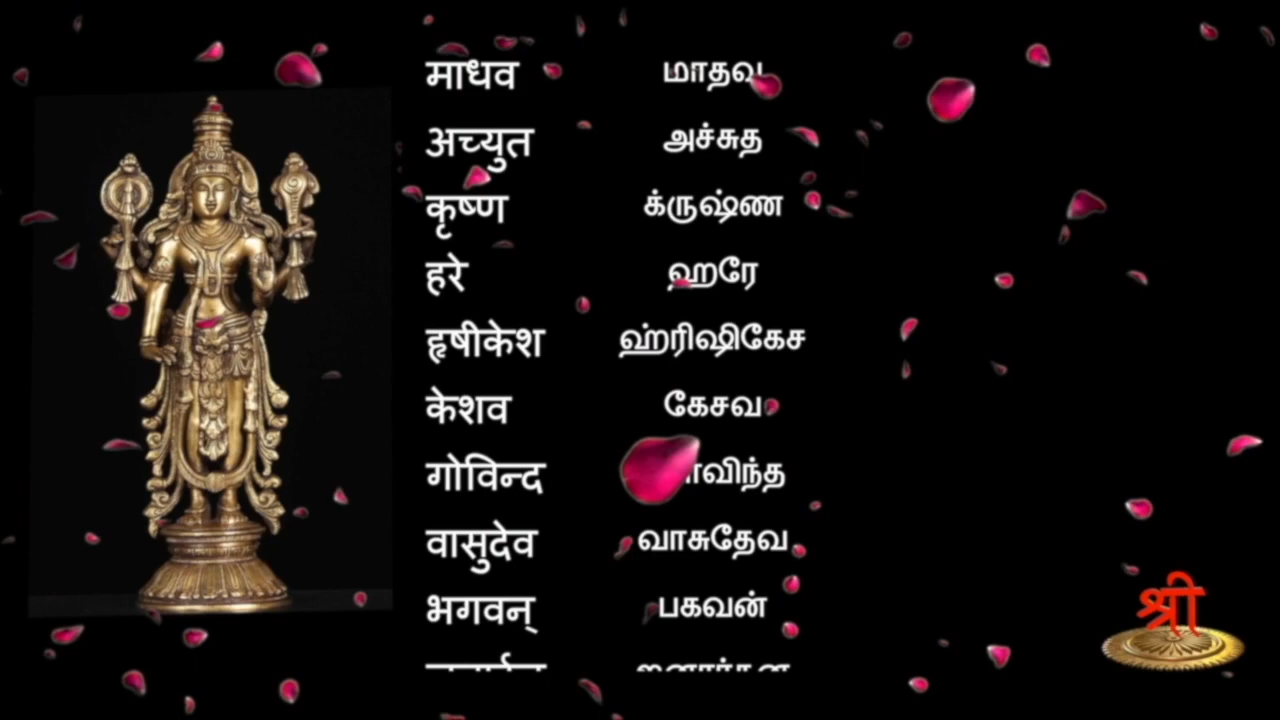 माधव மாதவ
अच्युत அச்சுத
कृष्ण க்ருஷ்ண
हरे ஹரே
हृषीकेश ஹ்ரிஷிகேச
केशव கேசவ
गोविन्द
वासुदेव வாசுதேவ
भगवन् பகவன்
श्री